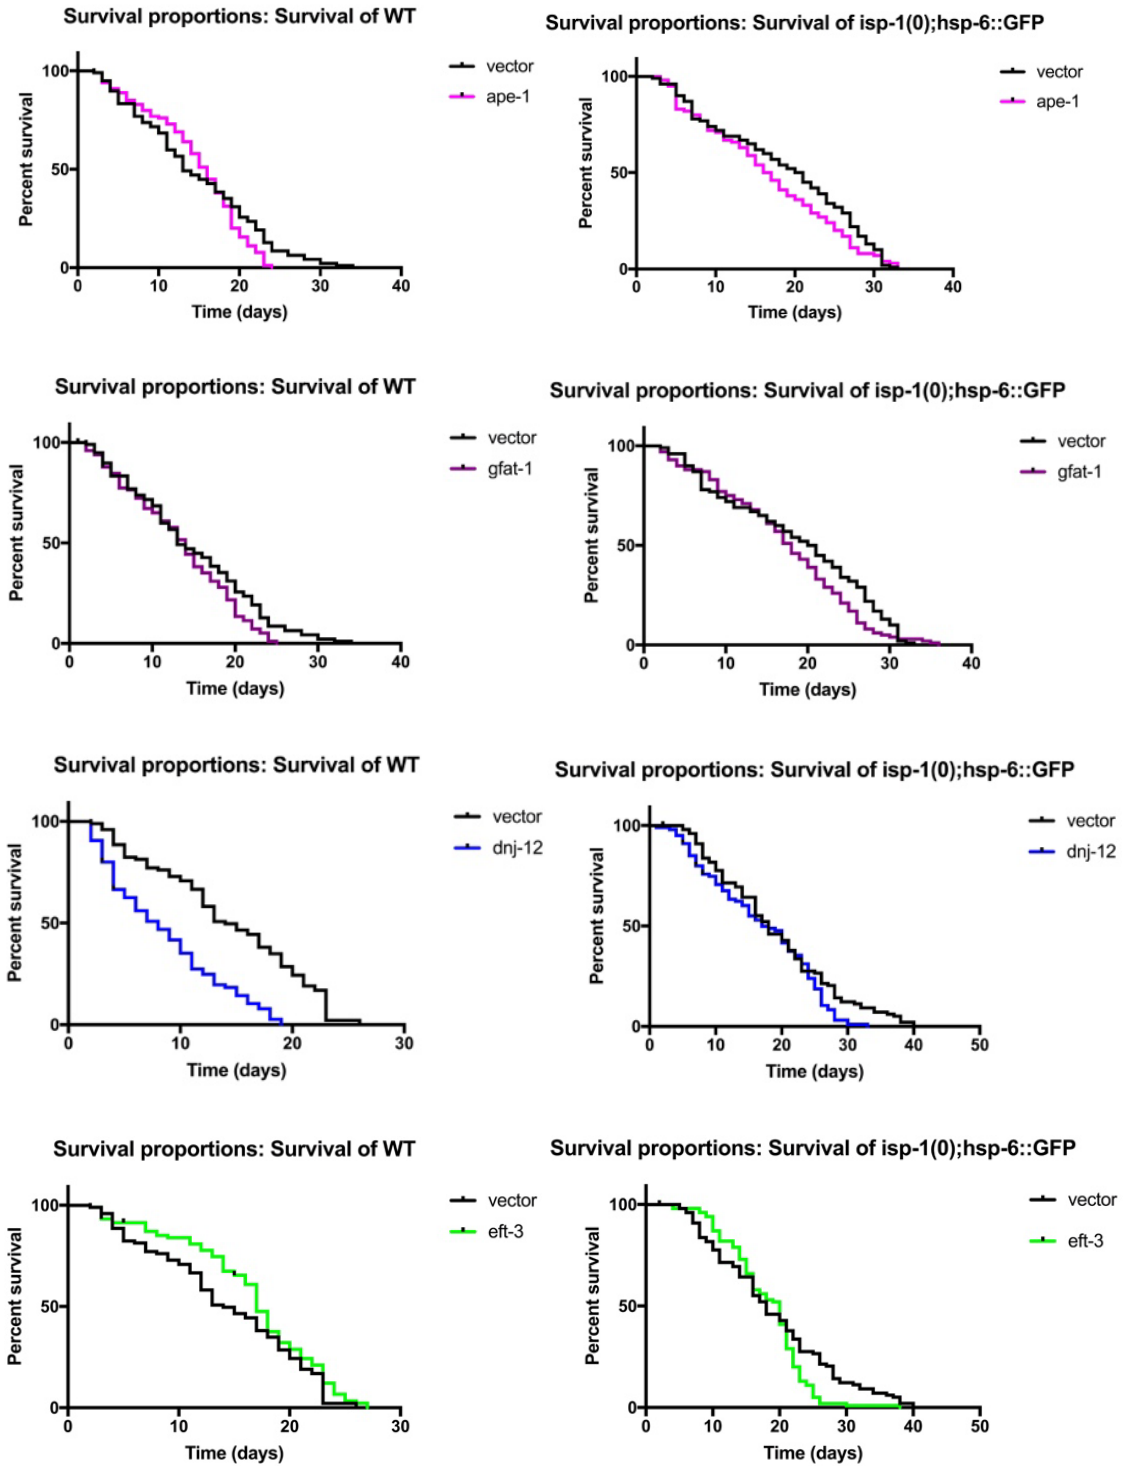 Survival proportions: Survival of WT
Survival proportions: Survival of isp-1(0);hsp-6::GFP
vector
ape-1
Percent survival
100
50
0
0 10 20 30 40
Time (days)
vector
ape-1
Percent survival
100
50
0
0 10 20 30 40
Time (days)
Survival proportions: Survival of WT
Survival proportions: Survival of isp-1(0);hsp-6::GFP
vector
gfat-1
Percent survival
100
50
0
0 10 20 30 40
Time (days)
vector
gfat-1
Percent survival
100
50
0
0 10 20 30 40
Time (days)
Survival proportions: Survival of WT
Survival proportions: Survival of isp-1(0);hsp-6::GFP
vector
dnj-12
Percent survival
100
50
0
0 10 20 30
Time (days)
vector
dnj-12
Percent survival
100
50
0
0 10 20 30 40 50
Time (days)
Survival proportions: Survival of WT
Survival proportions: Survival of isp-1(0);hsp-6::GFP
vector
eft-3
Percent survival
100
50
0
0 10 20 30
Time (days)
vector
eft-3
Percent survival
100
50
0
0 10 20 30 40 50
Time (days)